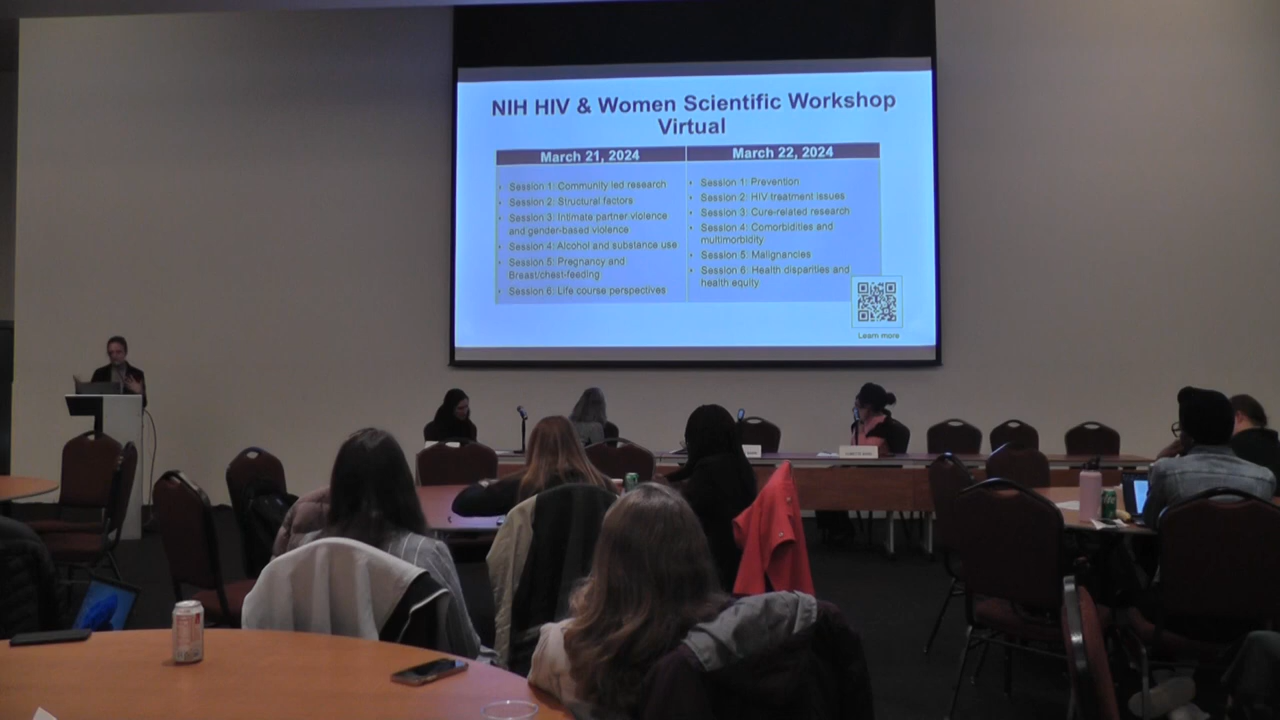 NIH HIV & Women Scientific Workshop
Virtual
March 21, 2024
• Session 1: Community led research
• Session 2: Structural factors
• Session 3: Intimate partner violence
and gender-based violence
• Session 4: Alcohol and substance use
• Session 5: Pregnancy and
Breast/chest-feeding
• Session 6: Life course perspectives
March 22, 2024
• Session 1: Prevention
• Session 2: HIV treatment issues
• Session 3: Cure-related research
• Session 4: Comorbidities and
multimorbidity
• Session 5: Malignancies
• Session 6: Health disparities and
health equity
Learn more